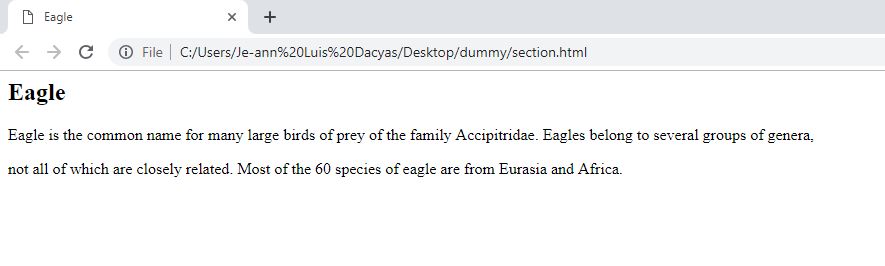 Eagle
File | C:/Users/Je-ann%20Luis%20Dacyas/Desktop/dummy/section.html
Eagle
Eagle is the common name for many large birds of prey of the family Accipitridae. Eagles belong to several groups of genera,
not all of which are closely related. Most of the 60 species of eagle are from Eurasia and Africa.